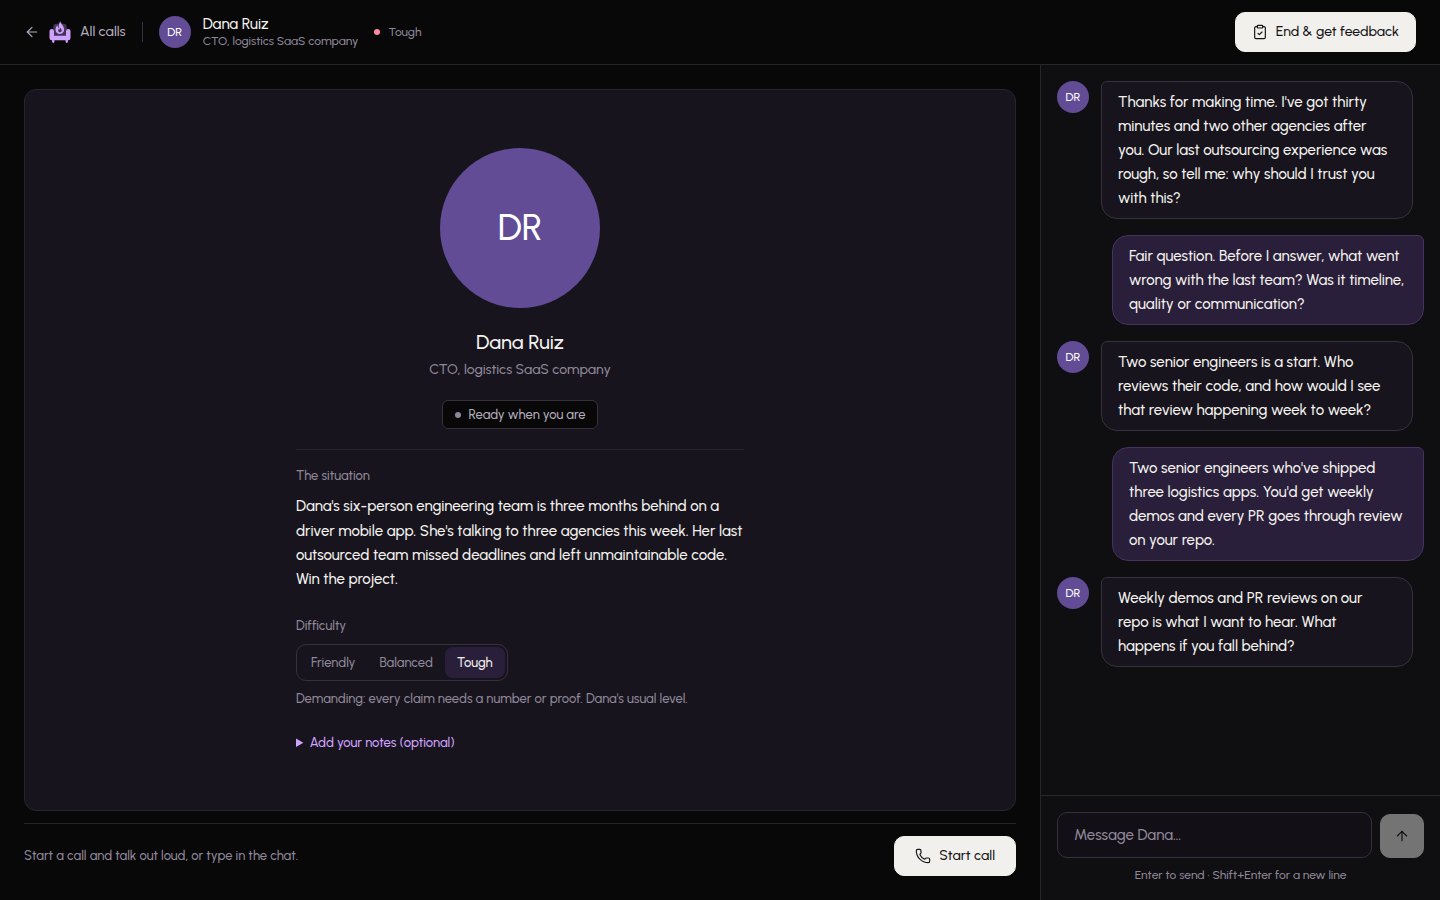 All calls
DR
Dana Ruiz
CTO, logistics SaaS company
Tough
End & get feedback
DR
Dana Ruiz
CTO, logistics SaaS company
Ready when you are
The situation
Dana's six-person engineering team is three months behind on a
driver mobile app. She's talking to three agencies this week. Her last
outsourced team missed deadlines and left unmaintainable code.
Win the project.
Difficulty
Friendly
Balanced
Tough
Demanding: every claim needs a number or proof. Dana's usual level.
Add your notes (optional)
Start a call and talk out loud, or type in the chat.
Start call
DR
Thanks for making time. I've got thirty
minutes and two other agencies after
you. Our last outsourcing experience was
rough, so tell me: why should I trust you
with this?
Fair question. Before I answer, what went
wrong with the last team? Was it timeline,
quality or communication?
DR
Two senior engineers is a start. Who
reviews their code, and how would I see
that review happening week to week?
Two senior engineers who've shipped
three logistics apps. You'd get weekly
demos and every PR goes through review
on your repo.
DR
Weekly demos and PR reviews on our
repo is what I want to hear. What
happens if you fall behind?
Message Dana...
Enter to send · Shift+Enter for a new line